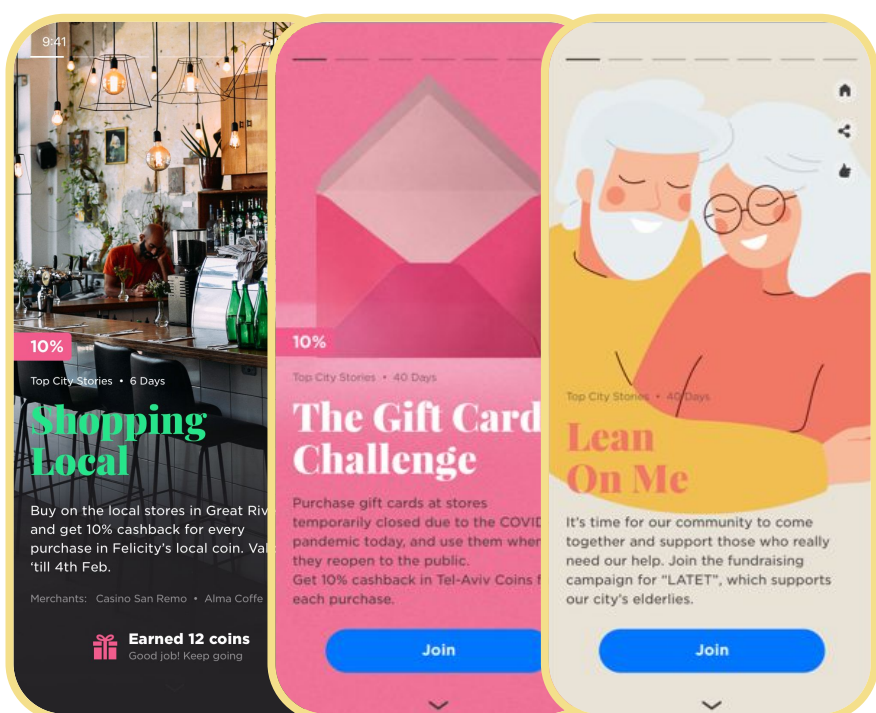 9:41
10%
Top City Stories • 6 Days
Shopping
Local
Buy on the local stores in Great Riv
and get 10% cashback for every
purchase in Felicity's local coin. Val
'till 4th Feb.
Merchants: Casino San Remo • Alma Coffe
Earned 12 coins
Good job! Keep going
10%
Top City Stories • 40 Days
The Gift Card
Challenge
Purchase gift cards at stores
temporarily closed due to the COVID
pandemic today, and use them when
they reopen to the public.
Get 10% cashback in Tel-Aviv Coins f
each purchase.
Join
Top City Stories • 40 Days
Lean
On Me
It's time for our community to come
together and support those who really
need our help. Join the fundraising
campaign for "LATET", which supports
our city's elderlies.
Join